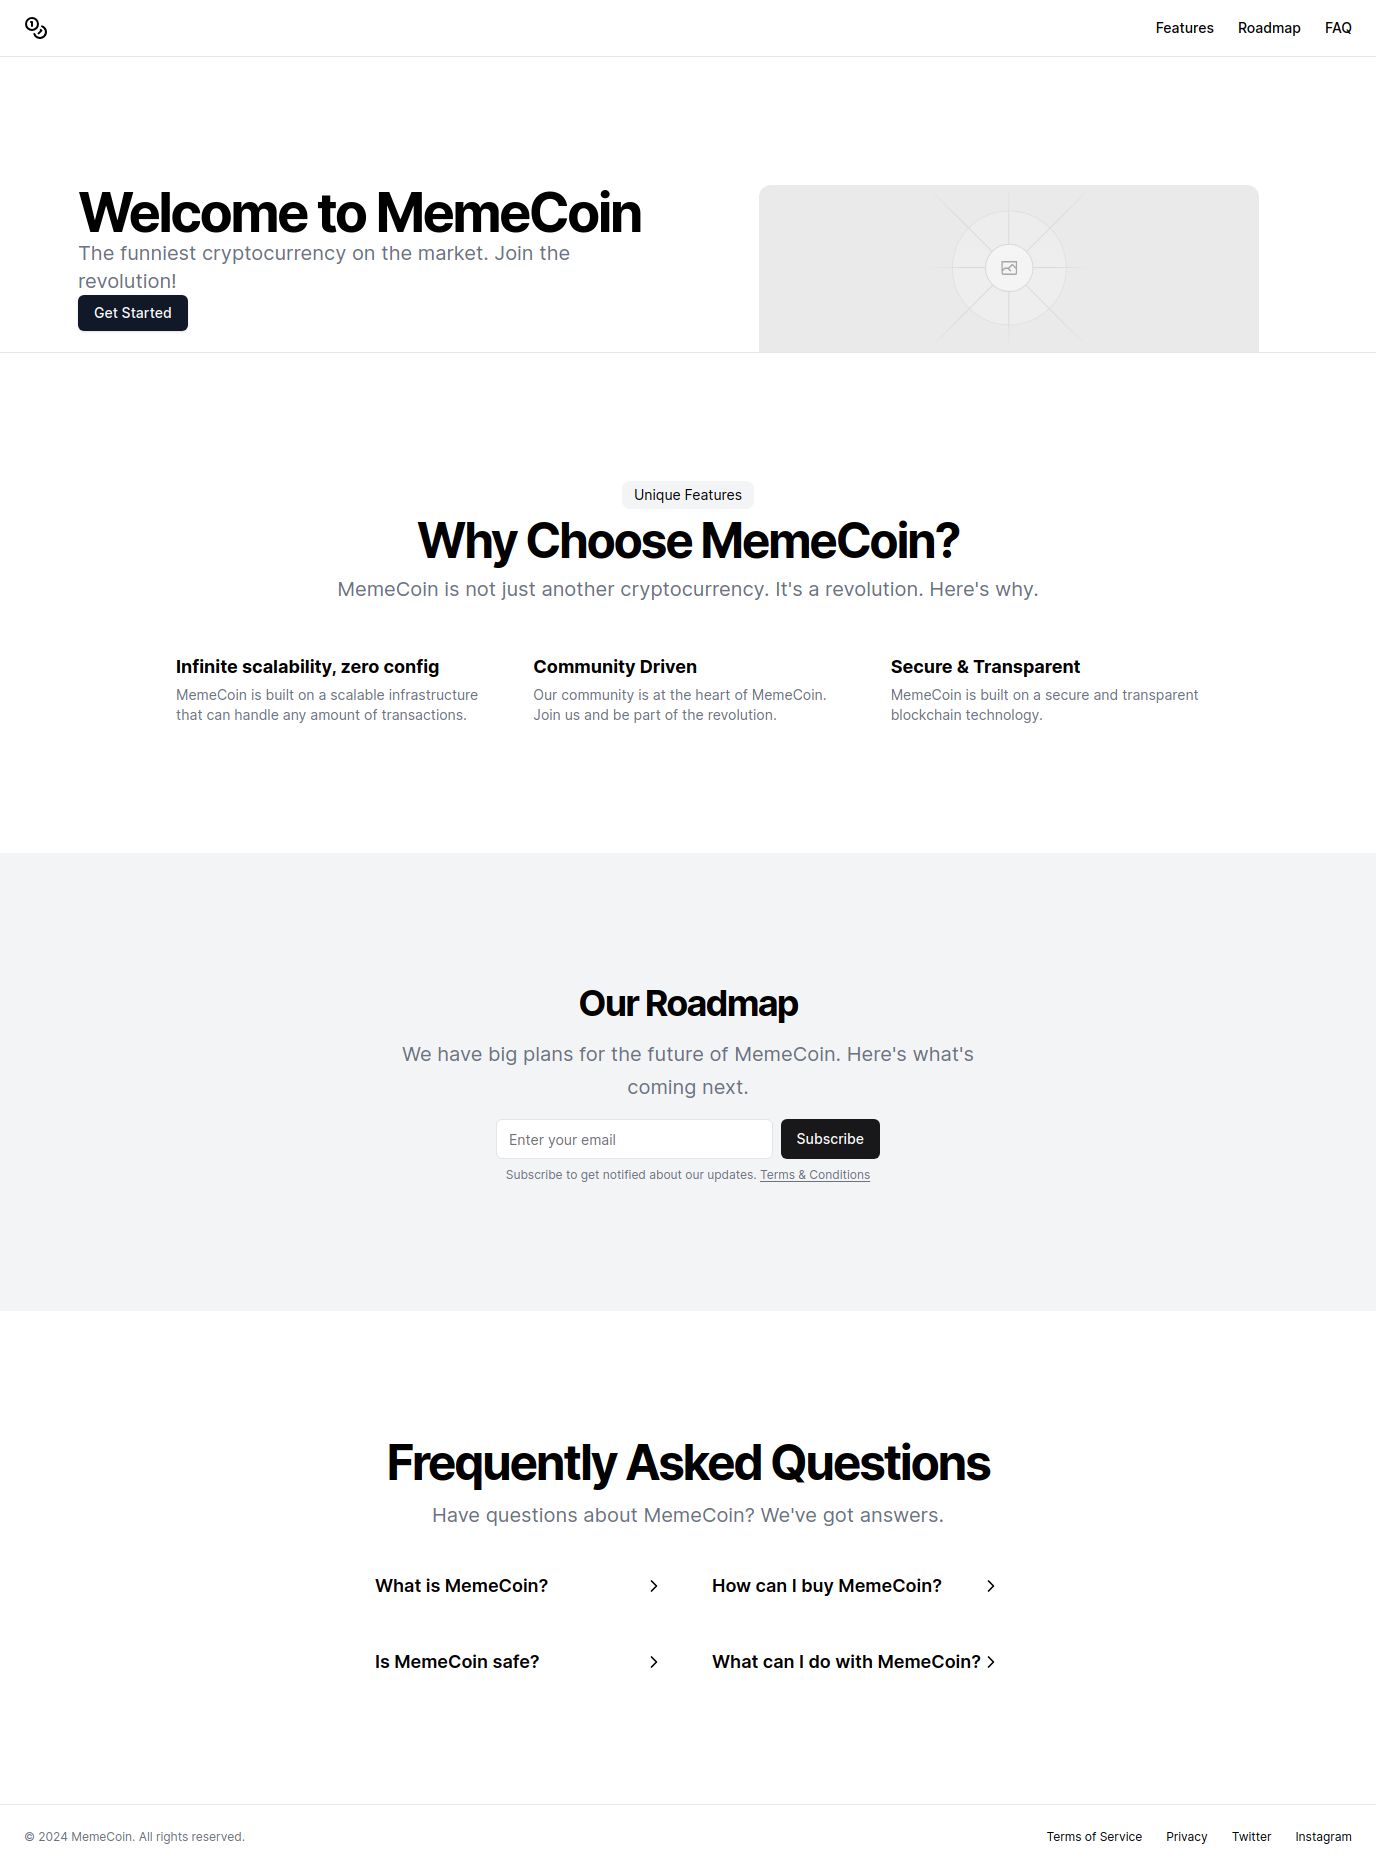 Features Roadmap FAQ
Welcome to MemeCoin
The funniest cryptocurrency on the market. Join the
revolution!
Get Started
Unique Features
Why Choose MemeCoin?
MemeCoin is not just another cryptocurrency. It's a revolution. Here's why.
Infinite scalability, zero config
MemeCoin is built on a scalable infrastructure
that can handle any amount of transactions.
Community Driven
Our community is at the heart of MemeCoin.
Join us and be part of the revolution.
Secure & Transparent
MemeCoin is built on a secure and transparent
blockchain technology.
Our Roadmap
We have big plans for the future of MemeCoin. Here's what's
coming next.
Enter your email
Subscribe
Subscribe to get notified about our updates. Terms & Conditions
Frequently Asked Questions
Have questions about MemeCoin? We've got answers.
What is MemeCoin?
How can I buy MemeCoin?
Is MemeCoin safe?
What can I do with MemeCoin?
© 2024 MemeCoin. All rights reserved.
Terms of Service Privacy Twitter Instagram